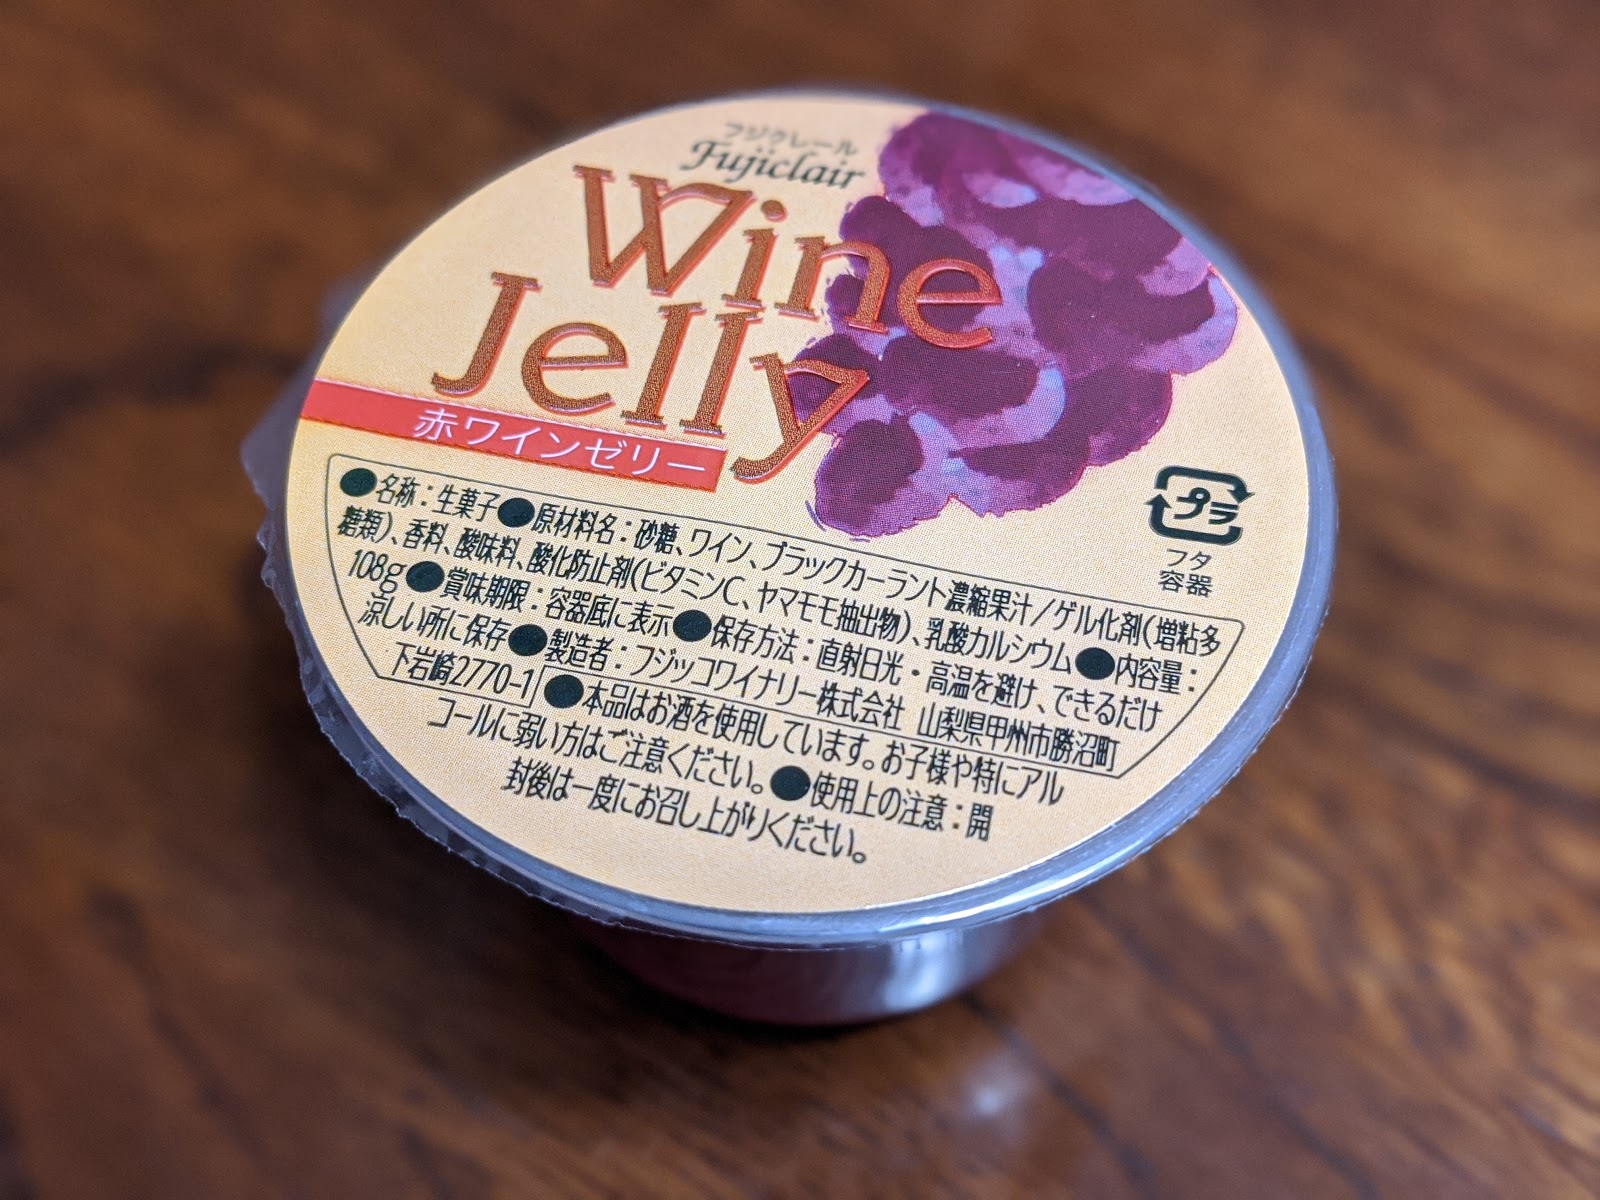 フジクレール
Fujiclair
Wine
Jelly
赤ワインゼリー
プラ
フタ
容器
●名称：生菓子●原材料名：砂糖、ワイン、ブラックカーラント濃縮果汁/ゲル化剤(増粘多
糖類)、香料、酸味料、酸化防止剤(ビタミンC、ヤマモモ抽出物)、乳酸カルシウム●内容量：
108g●賞味期限：容器底に表示●保存方法：直射日光・高温を避け、できるだけ
涼しい所に保存●製造者：フジッコワイナリー株式会社 山梨県甲州市勝沼町
下岩崎2770-1
●本品はお酒を使用しています。お子様や特にアル
コールに弱い方はご注意ください。●使用上の注意：開
封後は一度にお召し上がりください。